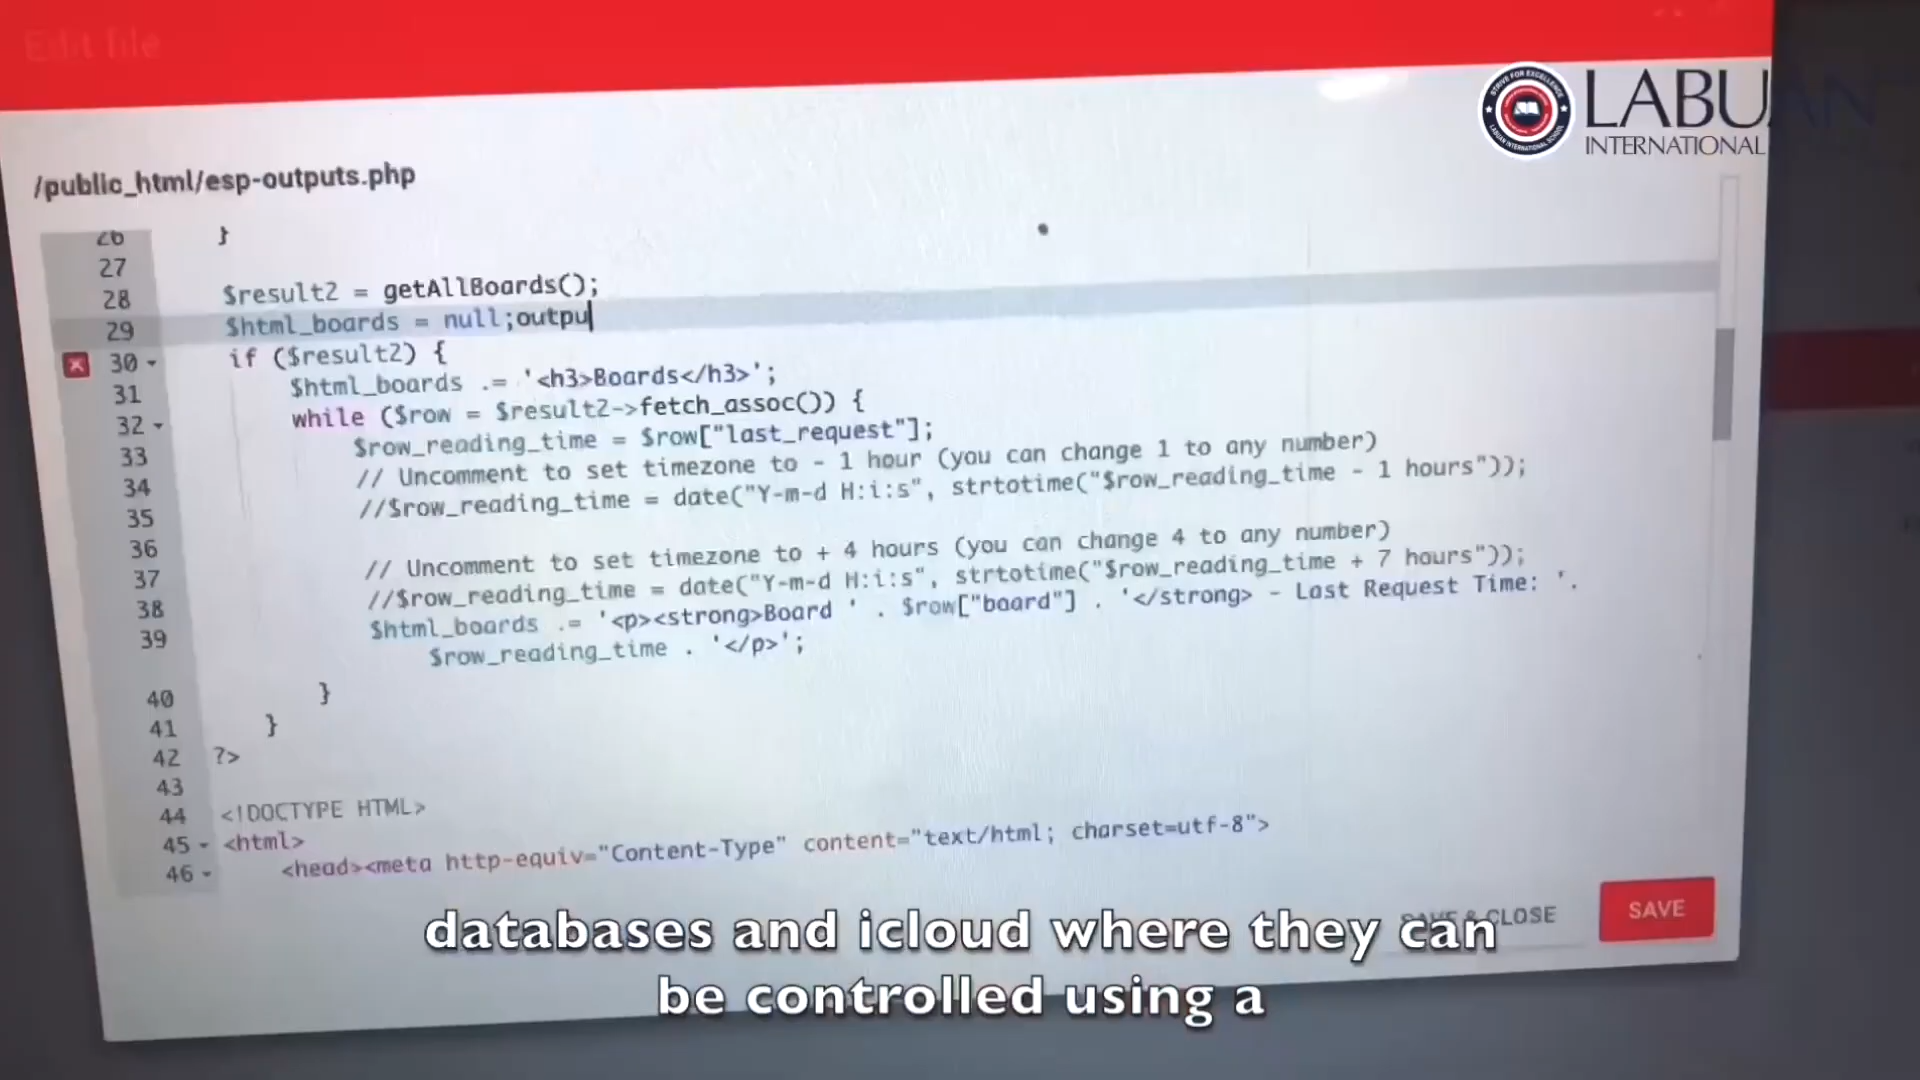 Edit file
LABUAN
INTERNATIONAL
/public_html/esp-outputs.php
26 }
27
28 $result2 = getAllBoards();
29 $html_boards = null;outpu
30 if ($result2) {
31 $html_boards .= '<h3>Boards</h3>';
32 while ($row = $result2->fetch_assoc()) {
33 $row_reading_time = $row["last_request"];
34 // Uncomment to set timezone to - 1 hour (you can change 1 to any number)
35 //$row_reading_time = date("Y-m-d H:i:s", strtotime("$row_reading_time - 1 hours"));
36
37 // Uncomment to set timezone to + 4 hours (you can change 4 to any number)
38 //$row_reading_time = date("Y-m-d H:i:s", strtotime("$row_reading_time + 7 hours"));
39 $html_boards .= '<p><strong>Board ' . $row["board"] . '</strong> - Last Request Time: '.
$row_reading_time . '</p>';
40 }
41 }
42 ?>
43
44 <!DOCTYPE HTML>
45 <html>
46 <head><meta http-equiv="Content-Type" content="text/html; charset=utf-8">
SAVE & CLOSE
SAVE
databases and icloud where they can
be controlled using a